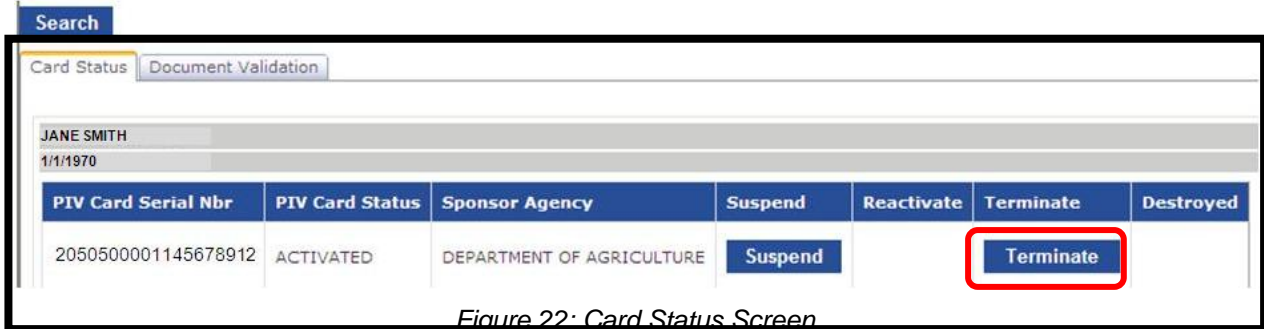 Search
Card Status Document Validation
JANE SMITH
1/1/1970
PIV Card Serial Nbr PIV Card Status Sponsor Agency Suspend Reactivate Terminate Destroyed
2050500001145678912 ACTIVATED DEPARTMENT OF AGRICULTURE Suspend Terminate
Figure 22: Card Status Screen